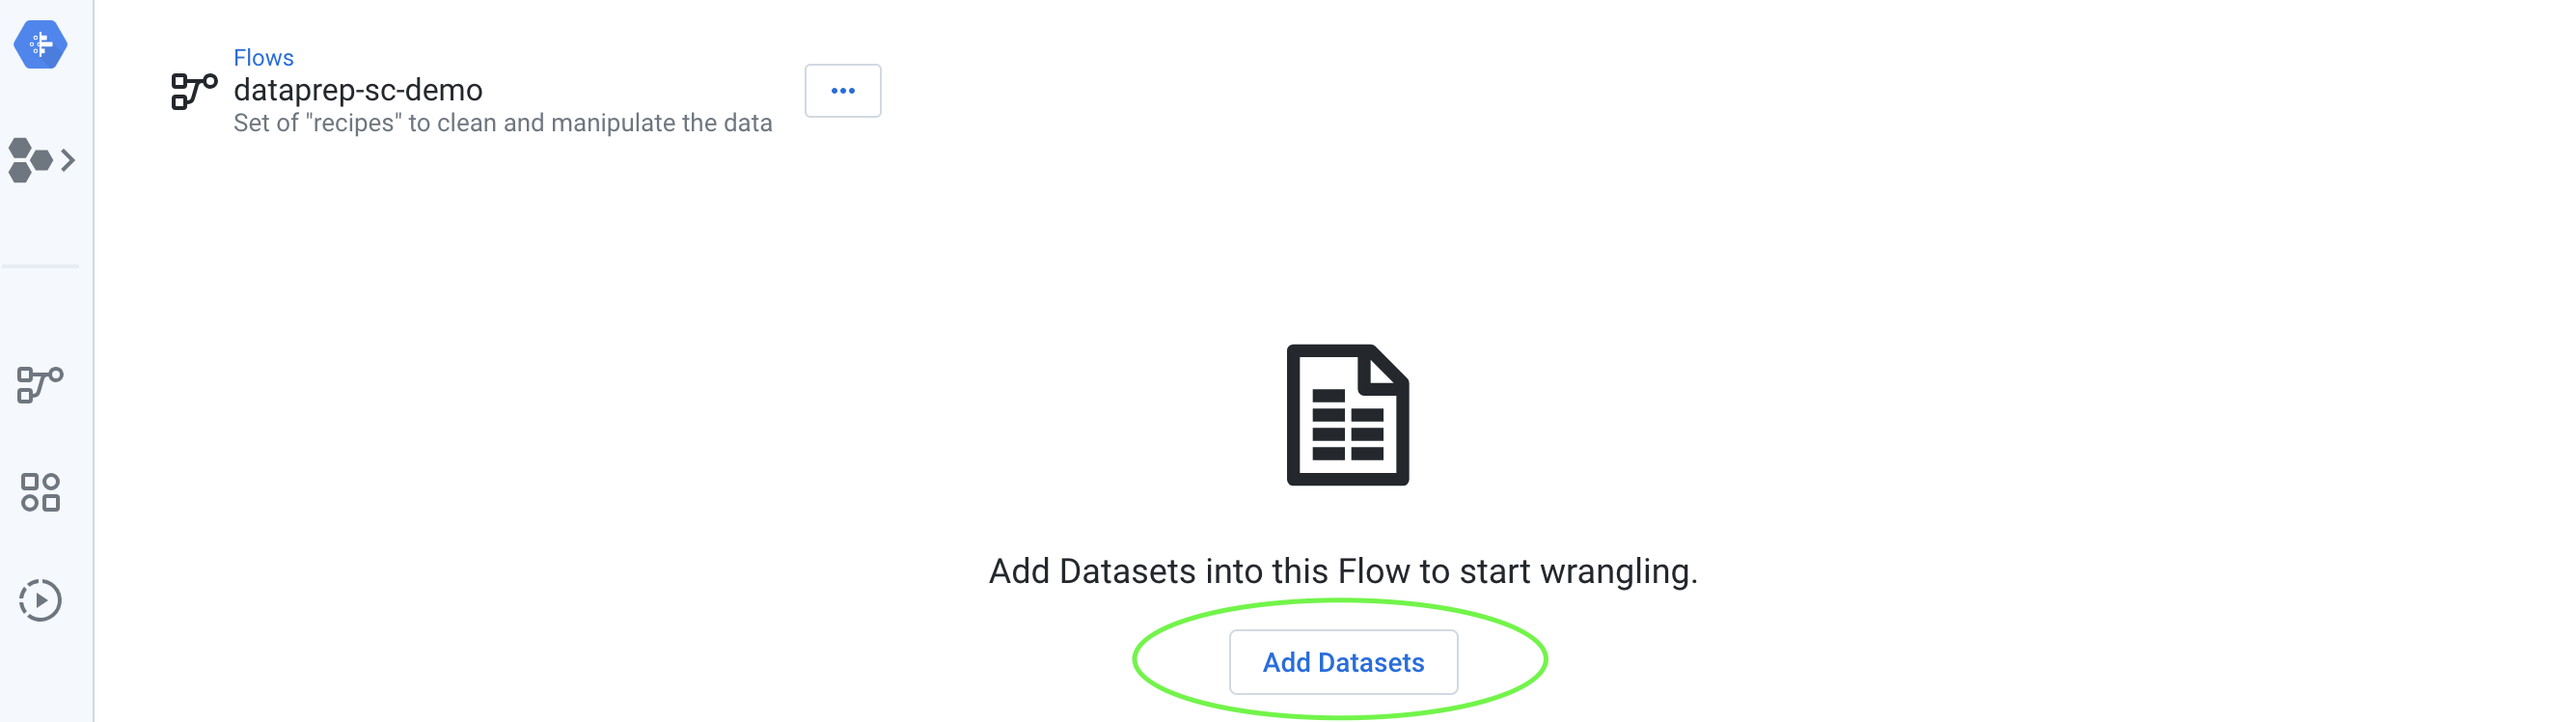 Flows
dataprep-sc-demo
Set of "recipes" to clean and manipulate the data
Add Datasets into this Flow to start wrangling.
Add Datasets